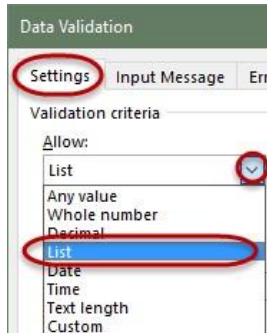 Data Validation
Settings Input Message Err
Validation criteria
Allow:
List
Any value
Whole number
Decimal
List
Date
Time
Text length
Custom